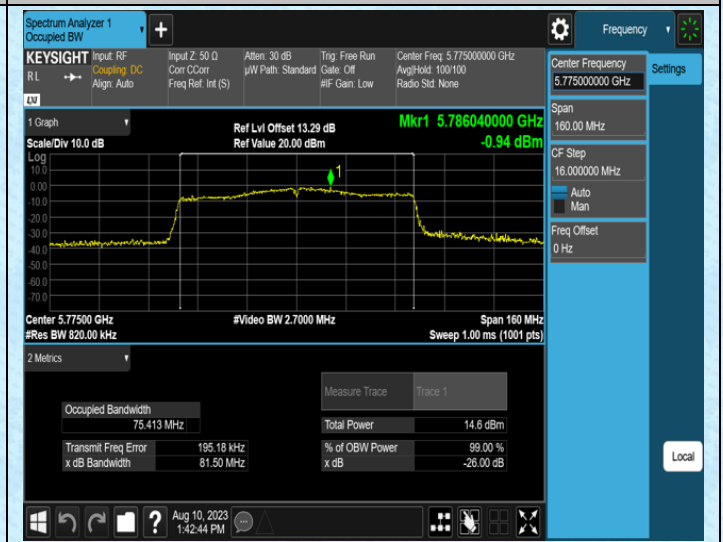 Spectrum Analyzer 1
Occupied BW
Frequency
KEYSIGHT
RL
LXI
Input: RF
Coupling: DC
Align: Auto
Input Z: 50 Ω
Corr CCorr
Freq Ref: Int (S)
Atten: 30 dB
µW Path: Standard
Trig: Free Run
Gate: Off
#IF Gain: Low
Center Freq: 5.775000000 GHz
Avg|Hold: 100/100
Radio Std: None
Center Frequency
5.775000000 GHz
Settings
Span
160.00 MHz
CF Step
16.000000 MHz
Auto
Man
Freq Offset
0 Hz
Local
1 Graph
Scale/Div 10.0 dB
Ref Lvl Offset 13.29 dB
Ref Value 20.00 dBm
Mkr1 5.786040000 GHz
-0.94 dBm
Log
10.0
0.00
-10.0
-20.0
-30.0
-40.0
-50.0
-60.0
-70.0
1
Center 5.77500 GHz
#Res BW 820.00 kHz
#Video BW 2.7000 MHz
Span 160 MHz
Sweep 1.00 ms (1001 pts)
2 Metrics
Measure Trace
Trace 1
Occupied Bandwidth
75.413 MHz
Total Power
14.6 dBm
Transmit Freq Error
195.18 kHz
% of OBW Power
99.00 %
x dB Bandwidth
81.50 MHz
x dB
-26.00 dB
?
Aug 10, 2023
1:42:44 PM